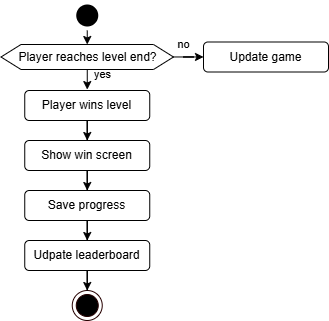 Player reaches level end?
no
Update game
yes
Player wins level
Show win screen
Save progress
Udpate leaderboard